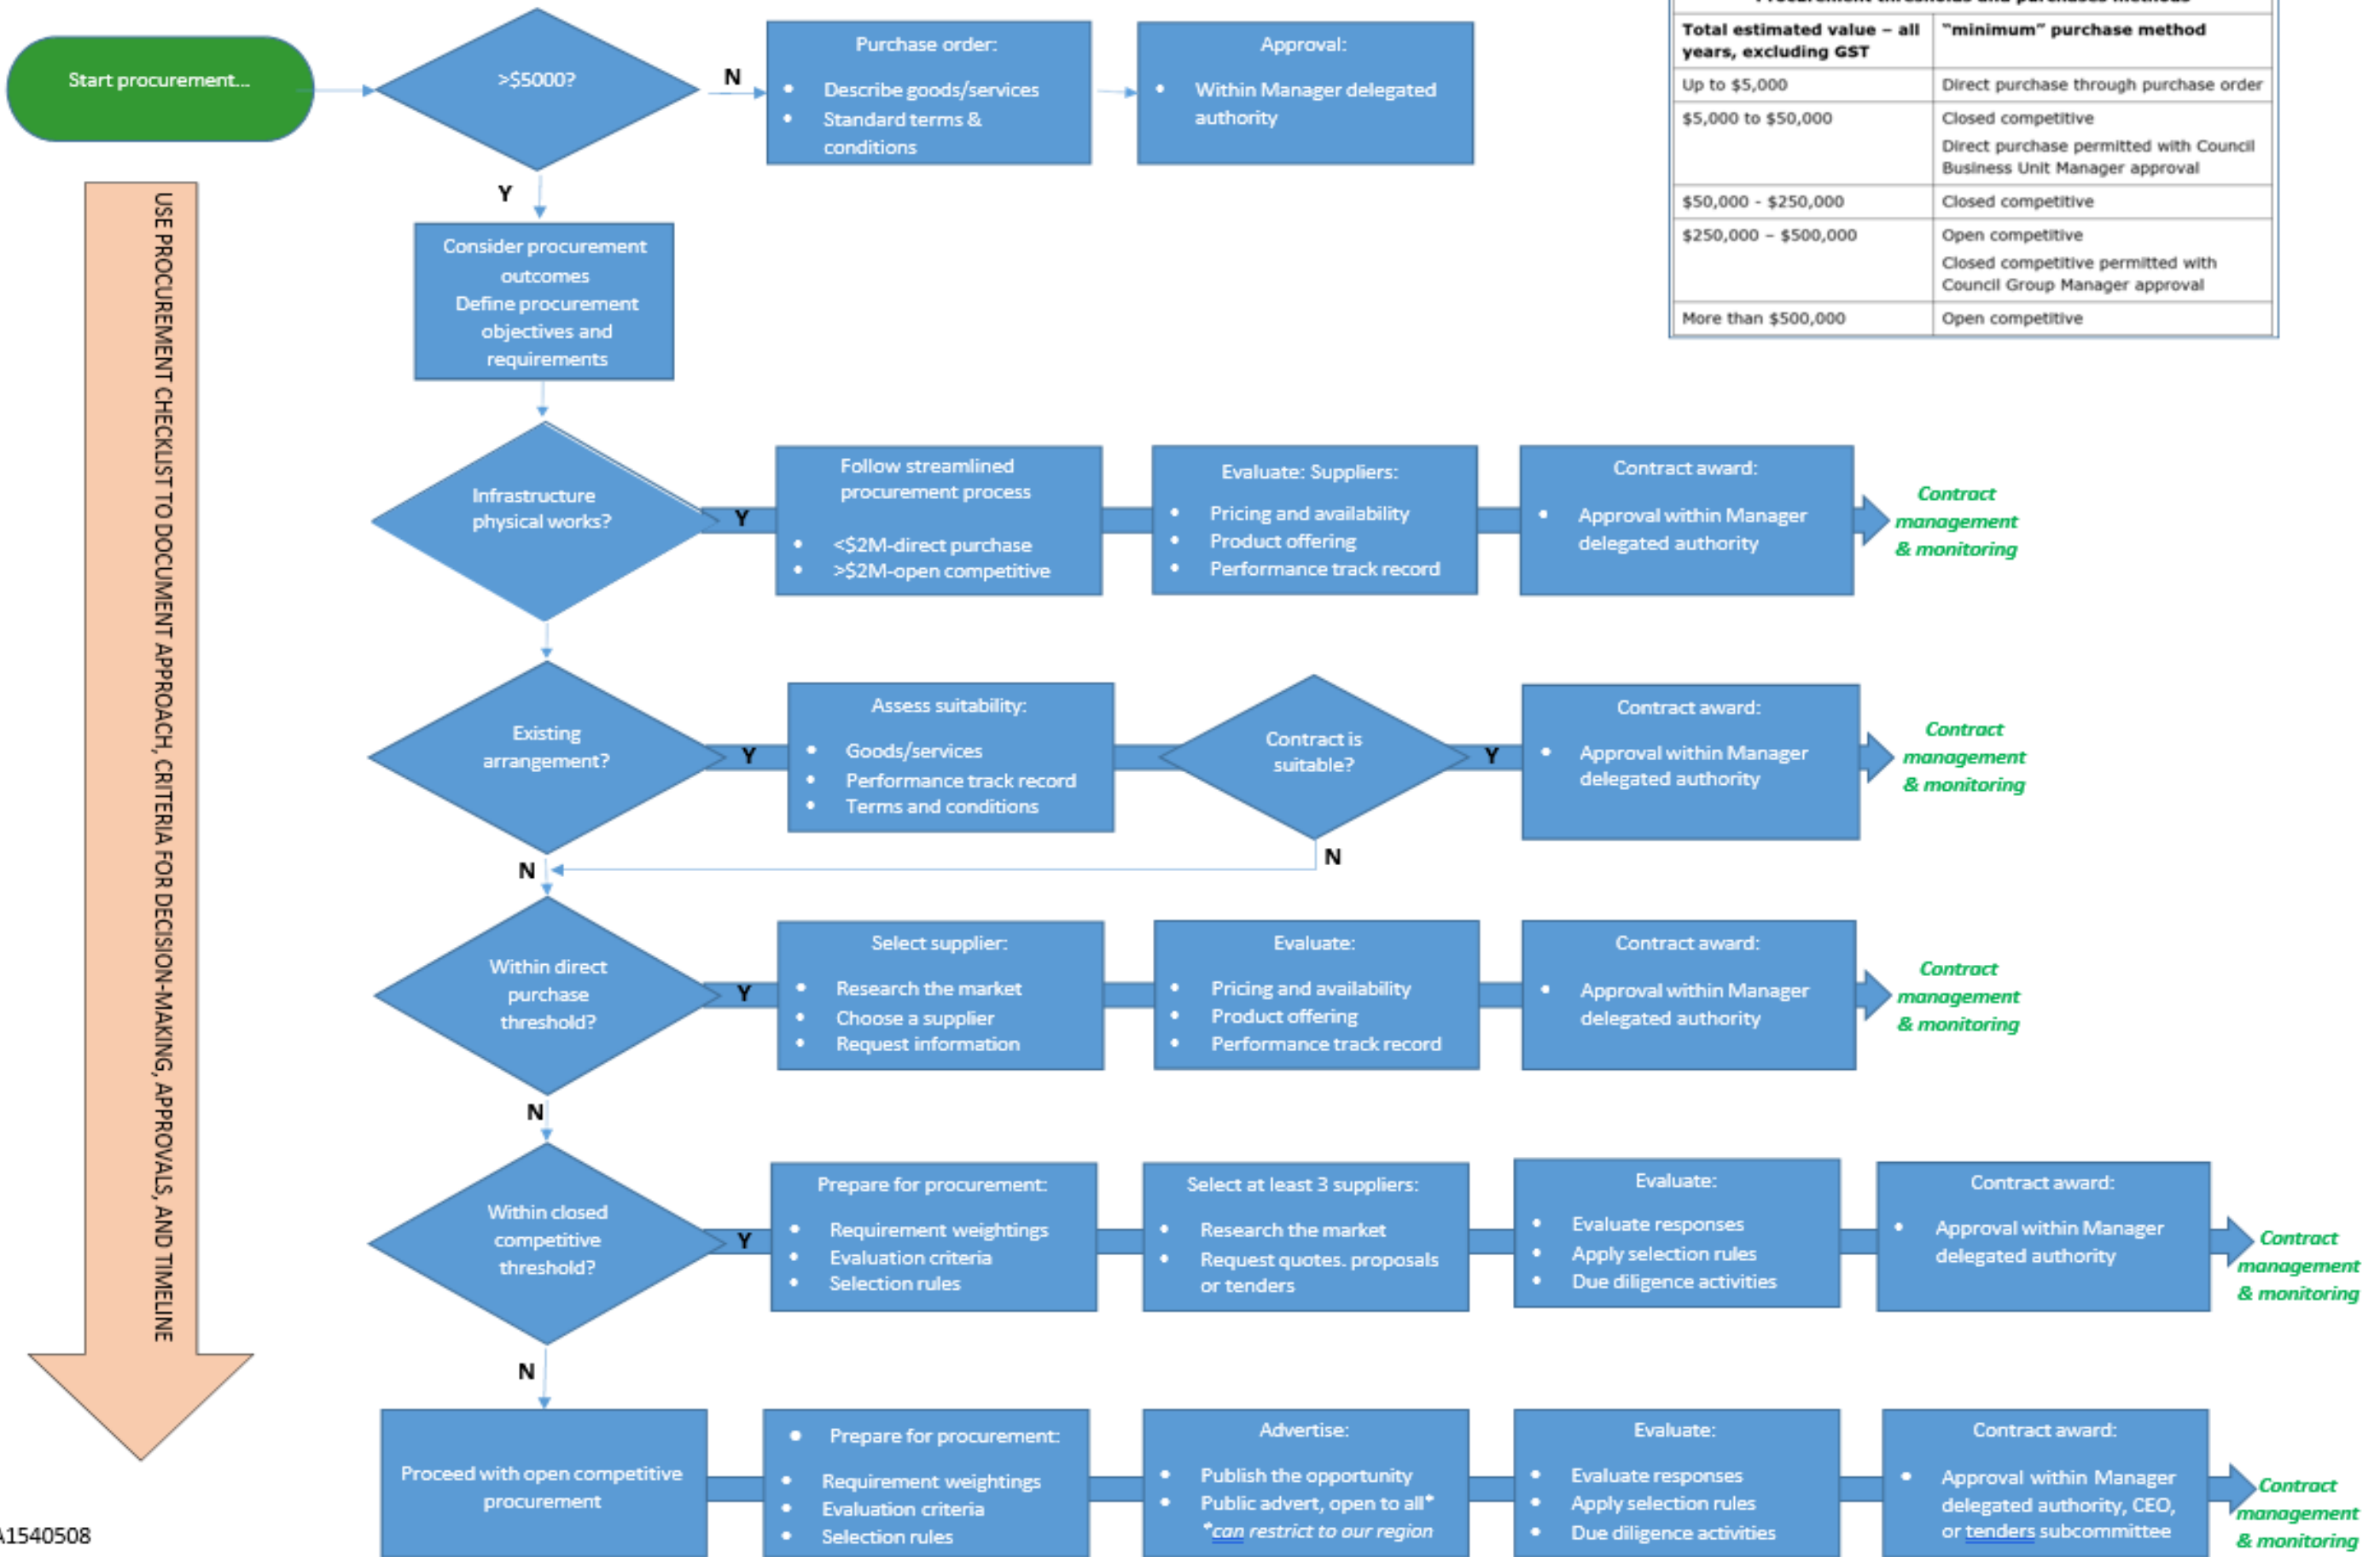 Procurement thresholds and purchases methods
Total estimated value – all
years, excluding GST
“minimum” purchase method
Up to $5,000
Direct purchase through purchase order
$5,000 to $50,000
Closed competitive
Direct purchase permitted with Council
Business Unit Manager approval
$50,000 - $250,000
Closed competitive
$250,000 – $500,000
Open competitive
Closed competitive permitted with
Council Group Manager approval
More than $500,000
Open competitive
Start procurement...
>$5000?
N
Purchase order:
• Describe goods/services
• Standard terms &
conditions
Approval:
• Within Manager delegated
authority
Y
USE PROCUREMENT CHECKLIST TO DOCUMENT APPROACH, CRITERIA FOR DECISION-MAKING, APPROVALS, AND TIMELINE
Consider procurement
outcomes
Define procurement
objectives and
requirements
Infrastructure
physical works?
Y
Follow streamlined
procurement process
• <$2M-direct purchase
• >$2M-open competitive
Evaluate: Suppliers:
• Pricing and availability
• Product offering
• Performance track record
Contract award:
• Approval within Manager
delegated authority
Contract
management
& monitoring
Existing
arrangement?
Y
Assess suitability:
• Goods/services
• Performance track record
• Terms and conditions
Contract is
suitable?
Y
Contract award:
• Approval within Manager
delegated authority
Contract
management
& monitoring
N
N
Within direct
purchase
threshold?
Y
Select supplier:
• Research the market
• Choose a supplier
• Request information
Evaluate:
• Pricing and availability
• Product offering
• Performance track record
Contract award:
• Approval within Manager
delegated authority
Contract
management
& monitoring
N
Within closed
competitive
threshold?
Y
Prepare for procurement:
• Requirement weightings
• Evaluation criteria
• Selection rules
Select at least 3 suppliers:
• Research the market
• Request quotes. proposals
or tenders
Evaluate:
• Evaluate responses
• Apply selection rules
• Due diligence activities
Contract award:
• Approval within Manager
delegated authority
Contract
management
& monitoring
N
Proceed with open competitive
procurement
• Prepare for procurement:
• Requirement weightings
• Evaluation criteria
• Selection rules
Advertise:
• Publish the opportunity
• Public advert, open to all*
*can restrict to our region
Evaluate:
• Evaluate responses
• Apply selection rules
• Due diligence activities
Contract award:
• Approval within Manager
delegated authority, CEO,
or tenders subcommittee
Contract
management
& monitoring
A1540508